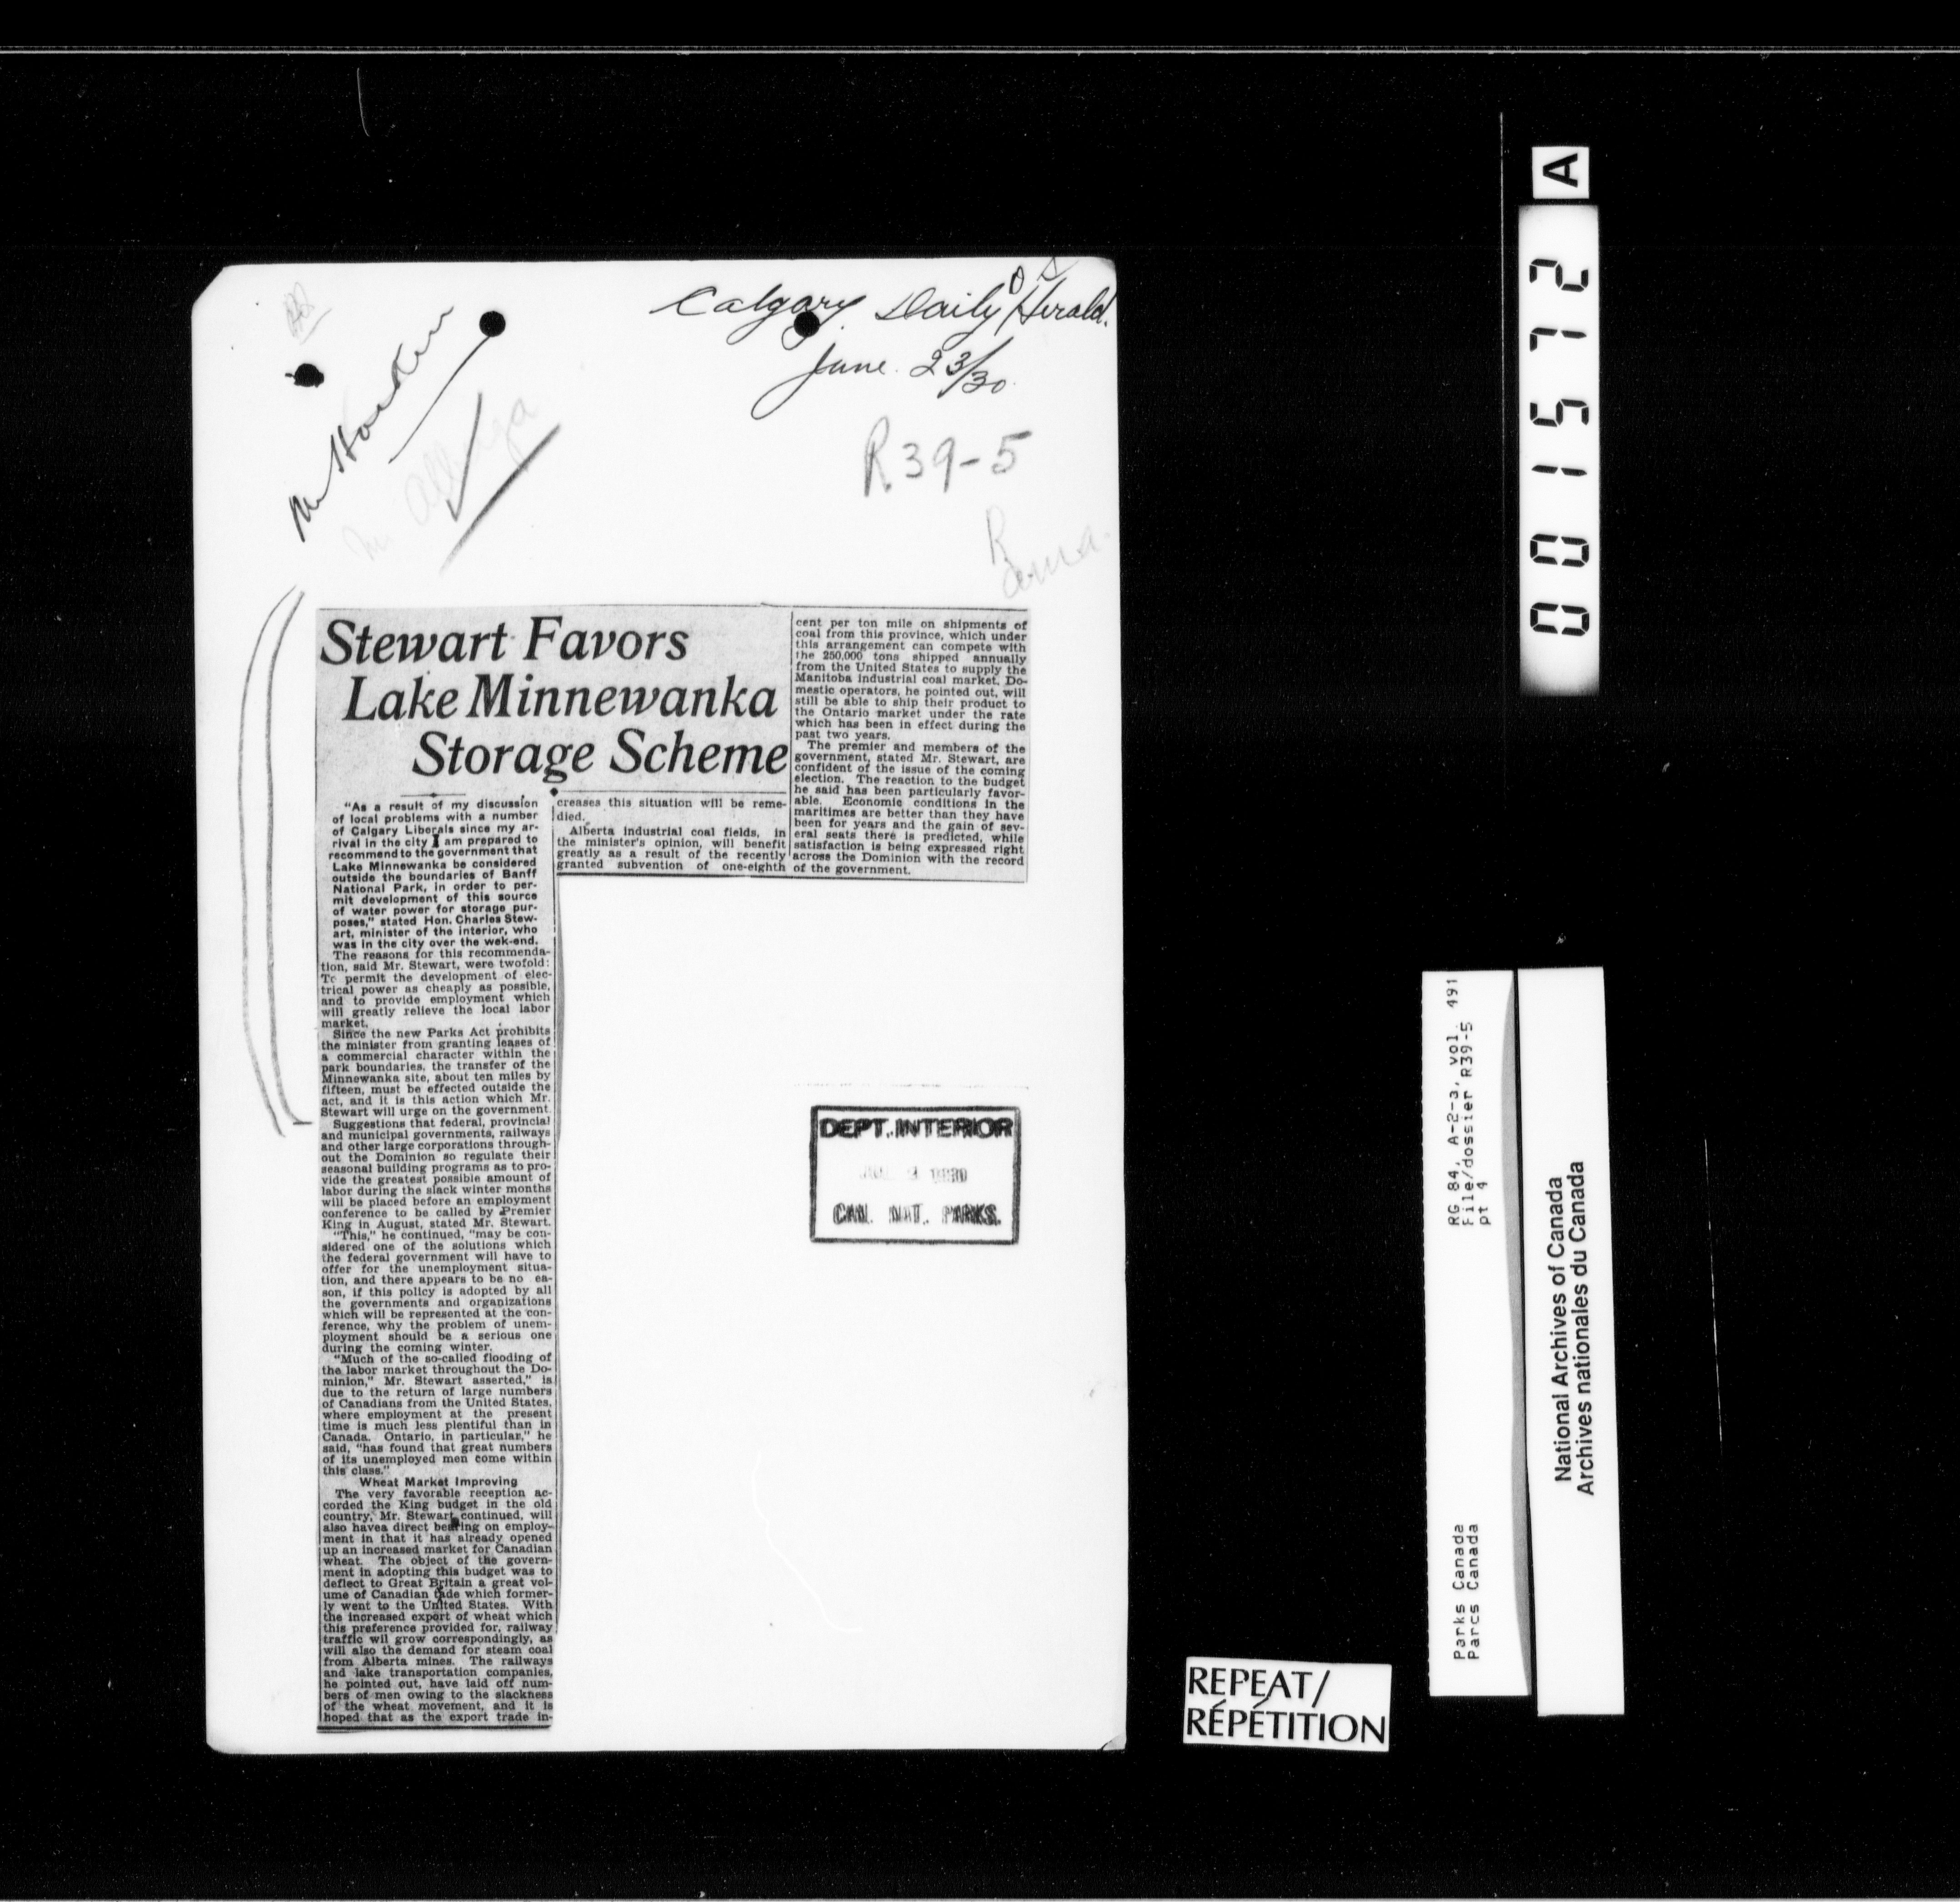 Calgary Daily Herald.
June. 23/30
R39-5
Stewart Favors
Lake Minnewanka
Storage Scheme
"As a result of my discussion
of local problems with a number
of Calgary Liberals since my ar-
rival in the city I am prepared to
recommend to the government that
Lake Minnewanka be considered
outside the boundaries of Banff
National Park, in order to per-
mit development of this source
of water power for storage pur-
poses," stated Hon. Charles Stew-
art, minister of the interior, who
was in the city over the wek-end.
The reasons for this recommenda-
tion, said Mr. Stewart, were twofold:
To permit the development of elec-
trical power as cheaply as possible,
and to provide employment which
will greatly relieve the local labor
market.
Since the new Parks Act prohibits
the minister from granting leases of
a commercial character within the
park boundaries, the transfer of the
Minnewanka site, about ten miles by
fifteen, must be effected outside the
act, and it is this action which Mr.
Stewart will urge on the government.
Suggestions that federal, provincial
and municipal governments, railways
and other large corporations through-
out the Dominion so regulate their
seasonal building programs as to pro-
vide the greatest possible amount of
labor during the slack winter months
will be placed before an employment
conference to be called by Premier
King in August, stated Mr. Stewart.
"This," he continued, "may be con-
sidered one of the solutions which
the federal government will have to
offer for the unemployment situa-
tion, and there appears to be no ea-
son, if this policy is adopted by all
the governments and organizations
which will be represented at the con-
ference, why the problem of unem-
ployment should be a serious one
during the coming winter.
"Much of the so-called flooding of
the labor market throughout the Do-
minion," Mr. Stewart asserted," is
due to the return of large numbers
of Canadians from the United States,
where employment at the present
time is much less plentiful than in
Canada. Ontario, in particular," he
said, "has found that great numbers
of its unemployed men come within
this class."
Wheat Market Improving
The very favorable reception ac-
corded the King budget in the old
country, Mr. Stewart continued, will
also havea direct bearing on employ-
ment in that it has already opened
up an increased market for Canadian
wheat. The object of the govern-
ment in adopting this budget was to
deflect to Great Britain a great vol-
ume of Canadian tade which former-
ly went to the United States. With
the increased export of wheat which
this preference provided for, railway
traffic wil grow correspondingly, as
will also the demand for steam coal
from Alberta mines. The railways
and lake transportation companies,
he pointed out, have laid off num-
bers of men owing to the slackness
of the wheat movement, and it is
hoped that as the export trade in-
creases this situation will be reme-
died.
Alberta industrial coal fields, in
the minister's opinion, will benefit
greatly as a result of the recently
granted subvention of one-eighth
cent per ton mile on shipments of
coal from this province, which under
this arrangement can compete with
the 250,000 tons shipped annually
from the United States to supply the
Manitoba industrial coal market. Do-
mestic operators, he pointed out, will
still be able to ship their product to
the Ontario market under the rate
which has been in effect during the
past two years.
The premier and members of the
government, stated Mr. Stewart, are
confident of the issue of the coming
election. The reaction to the budget
he said has been particularly favor-
able. Economic conditions in the
maritimes are better than they have
been for years and the gain of sev-
eral seats there is predicted, while
satisfaction is being expressed right
across the Dominion with the record
of the government.
DEPT. INTERIOR
CAN. NAT. PARKS.
REPEAT/
RÉPÉTITION
001572
A
RG 84, A-2-3, vol. 491
File/dossier R39-5
pt 4
Parks Canada
Parcs Canada
National Archives of Canada
Archives nationales du Canada